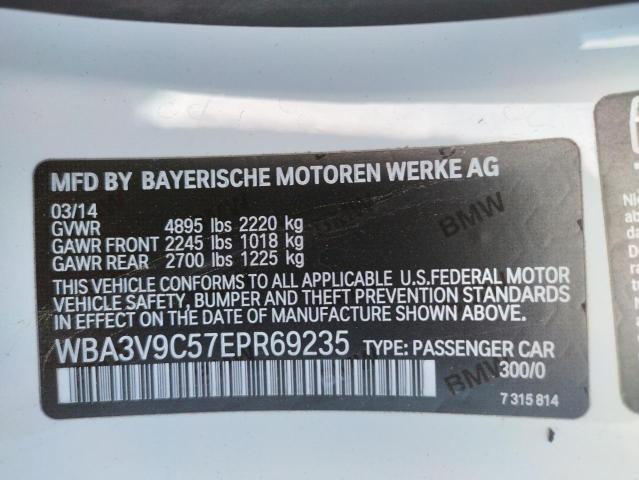 MFD BY BAYERISCHE MOTOREN WERKE AG
03/14
GVWR 4895 lbs 2220 kg
GAWR FRONT 2245 lbs 1018 kg
GAWR REAR 2700 lbs 1225 kg
THIS VEHICLE CONFORMS TO ALL APPLICABLE U.S.FEDERAL MOTOR
VEHICLE SAFETY, BUMPER AND THEFT PREVENTION
STANDARDS IN EFFECT ON THE DATE OF MANUFACTURE SHOWN ABOVE.
WBA3V9C57EPR69235 TYPE: PASSENGER CAR
300/0
7 315 814
BMW
BMW